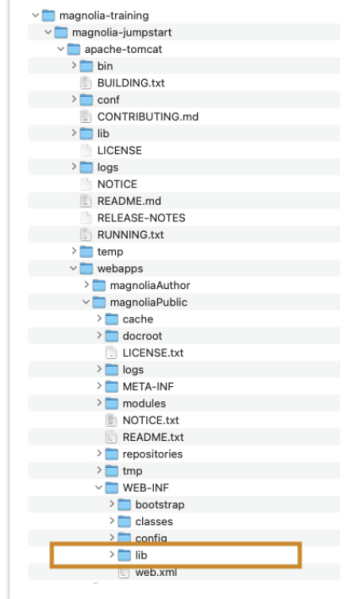 magnolia-training
magnolia-jumpstart
apache-tomcat
bin
BUILDING.txt
conf
CONTRIBUTING.md
lib
LICENSE
logs
NOTICE
README.md
RELEASE-NOTES
RUNNING.txt
temp
webapps
magnoliaAuthor
magnoliaPublic
cache
docroot
LICENSE.txt
logs
META-INF
modules
NOTICE.txt
README.txt
repositories
tmp
WEB-INF
bootstrap
classes
config
lib
web.xml